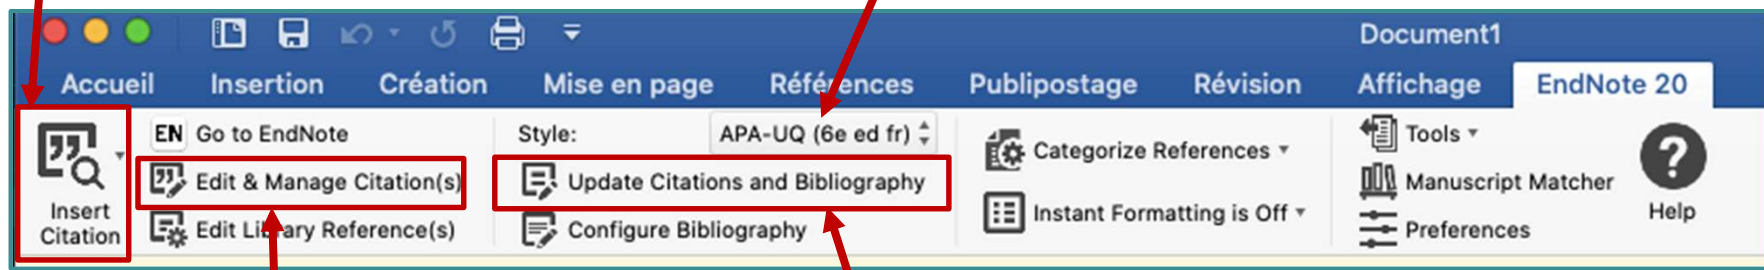 Document1
Accueil Insertion Création Mise en page Références Publipostage Révision Affichage EndNote 20
Insert
Citation
EN Go to EndNote
Edit & Manage Citation(s)
Edit Library Reference(s)
Style: APA-UQ (6e ed fr)
Update Citations and Bibliography
Configure Bibliography
Categorize References
Instant Formatting is Off
Tools
Manuscript Matcher
Preferences
Help